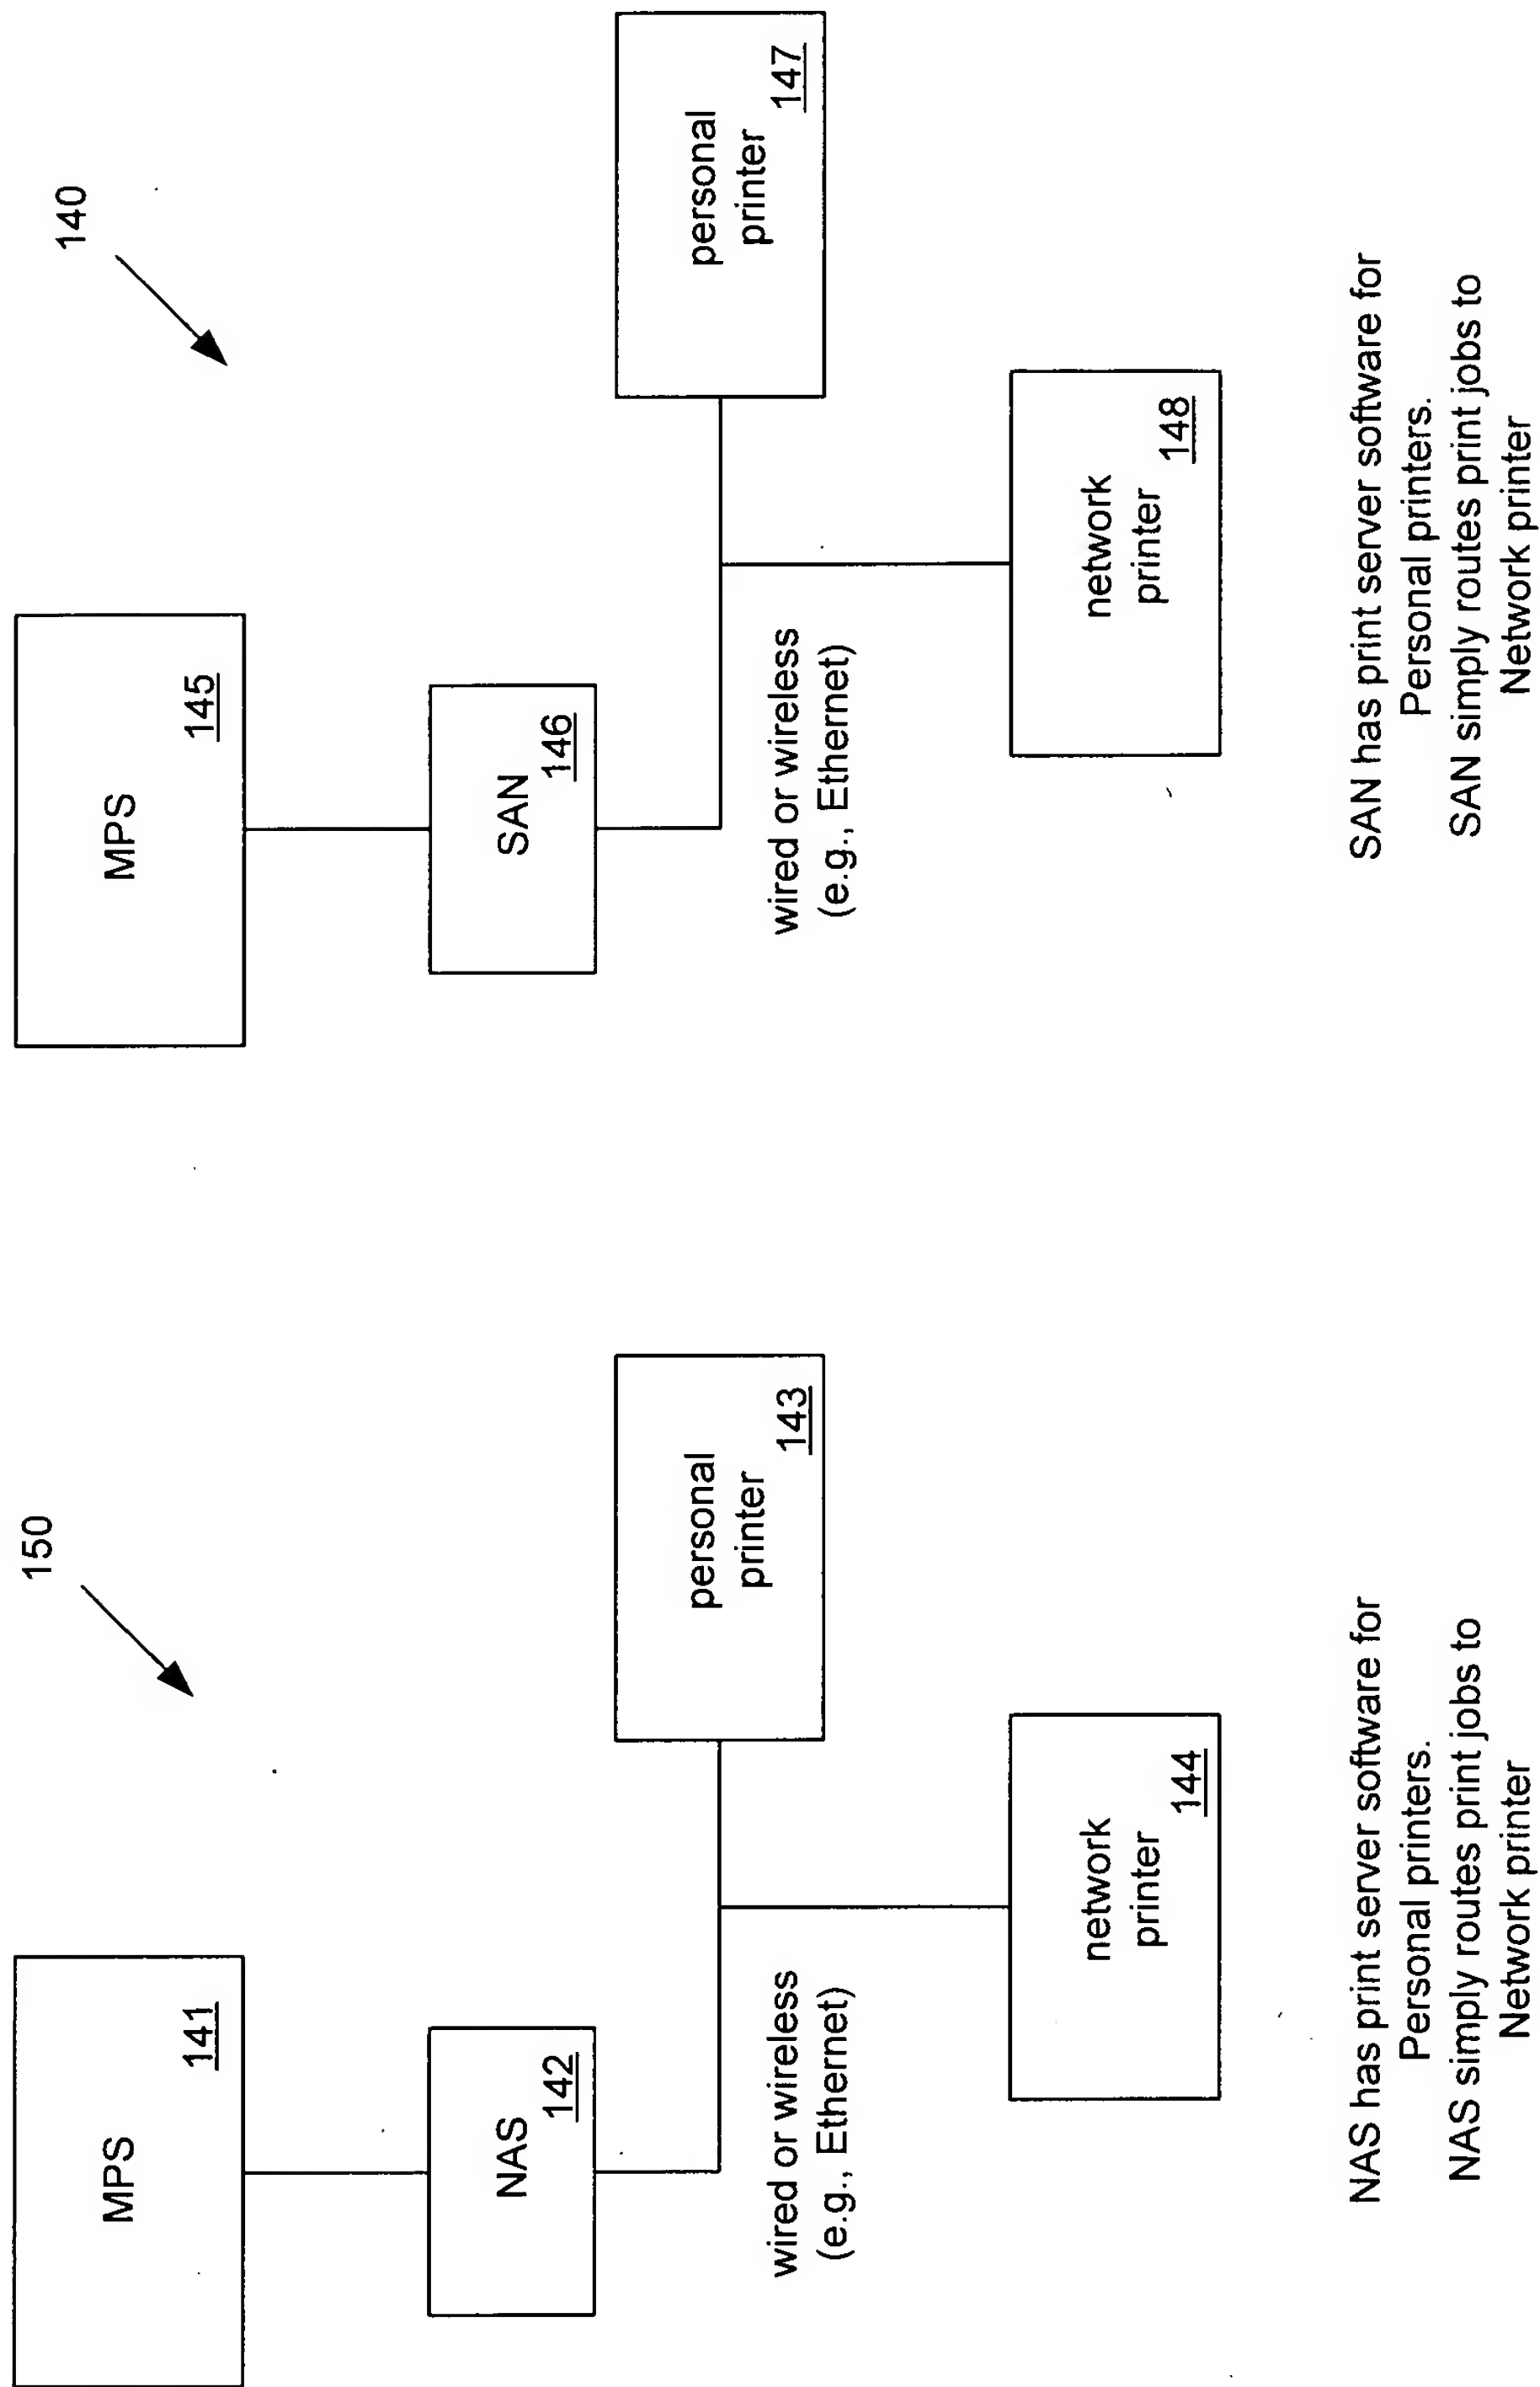 150
MPS
141
NAS
142
wired or wireless
(e.g., Ethernet)
personal
printer
143
network
printer
144
NAS has print server software for
Personal printers.
NAS simply routes print jobs to
Network printer
140
MPS
145
SAN
146
wired or wireless
(e.g., Ethernet)
personal
printer
147
network
printer
148
SAN has print server software for
Personal printers.
SAN simply routes print jobs to
Network printer